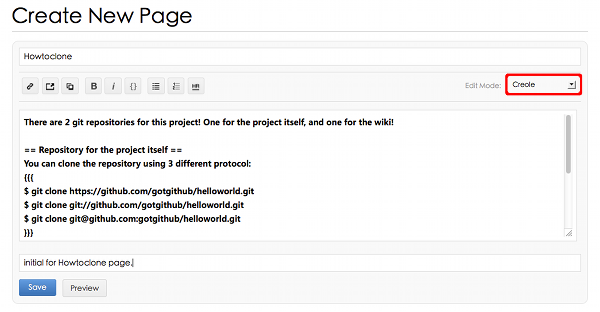 Create New Page
Howtoclone
B i {} HR Edit Mode: Creole
There are 2 git repositories for this project! One for the project itself, and one for the wiki!
== Repository for the project itself ==
You can clone the repository using 3 different protocol:
{{{
$ git clone https://github.com/gotgithub/helloworld.git
$ git clone git://github.com/gotgithub/helloworld.git
$ git clone git@github.com:gotgithub/helloworld.git
}}}
initial for Howtoclone page.
Save Preview